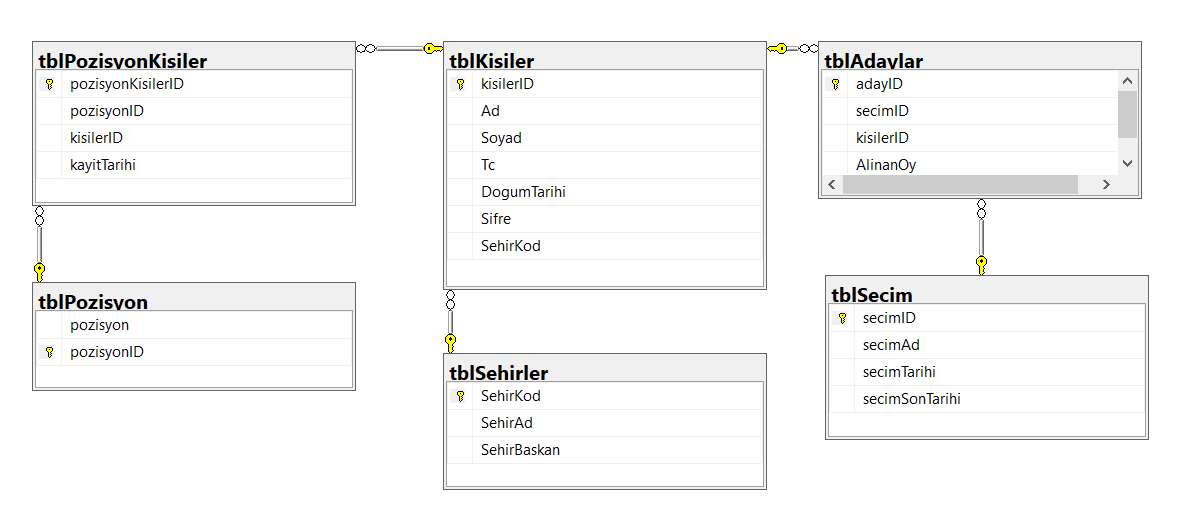 tblPozisyonKisiler
pozisyonKisilerID
pozisyonID
kisilerID
kayitTarihi
tblKisiler
kisilerID
Ad
Soyad
Tc
DogumTarihi
Sifre
SehirKod
tblAdaylar
adayID
secimID
kisilerID
AlinanOy
tblPozisyon
pozisyon
pozisyonID
tblSehirler
SehirKod
SehirAd
SehirBaskan
tblSecim
secimID
secimAd
secimTarihi
secimSonTarihi